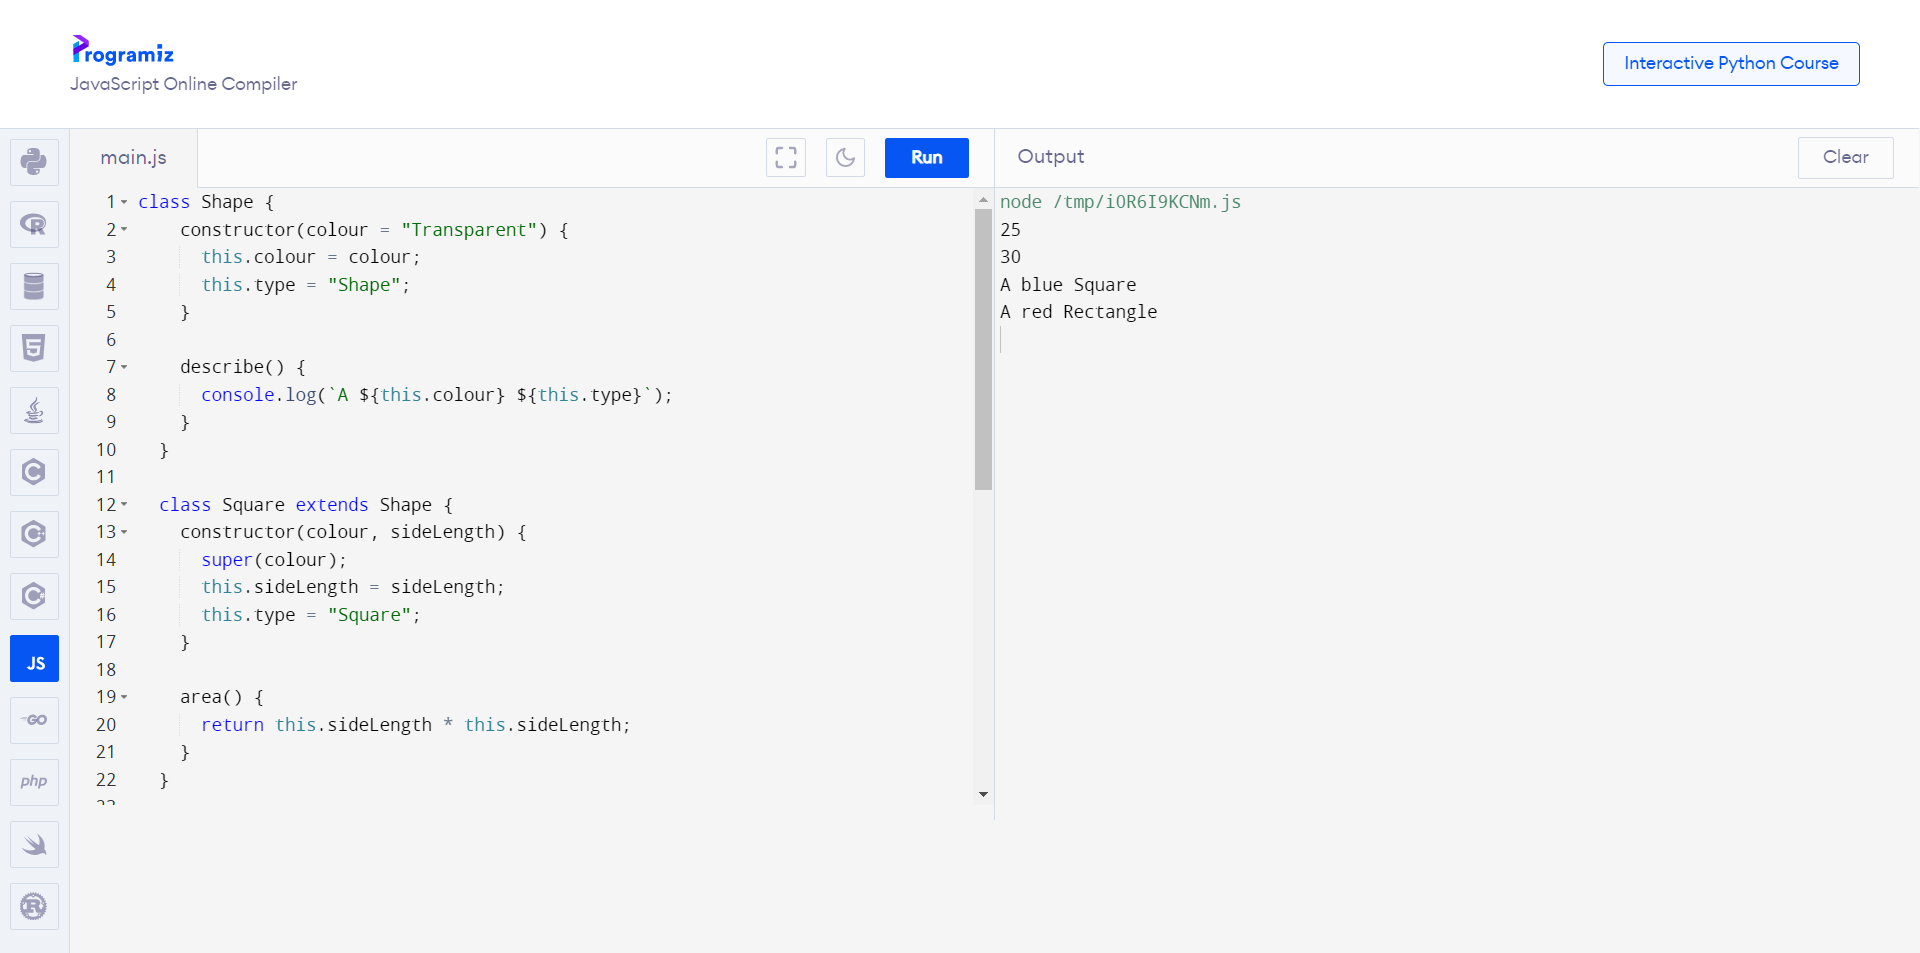 Programiz
JavaScript Online Compiler
Interactive Python Course
main.js
Run
Output
Clear
1 class Shape {
2 constructor(colour = "Transparent") {
3 this.colour = colour;
4 this.type = "Shape";
5 }
6
7 describe() {
8 console.log(`A ${this.colour} ${this.type}`);
9 }
10 }
11
12 class Square extends Shape {
13 constructor(colour, sideLength) {
14 super(colour);
15 this.sideLength = sideLength;
16 this.type = "Square";
17 }
18
19 area() {
20 return this.sideLength * this.sideLength;
21 }
22 }
node /tmp/iOR6I9KCNm.js
25
30
A blue Square
A red Rectangle
R
5
C
C
C
JS
GO
php
R